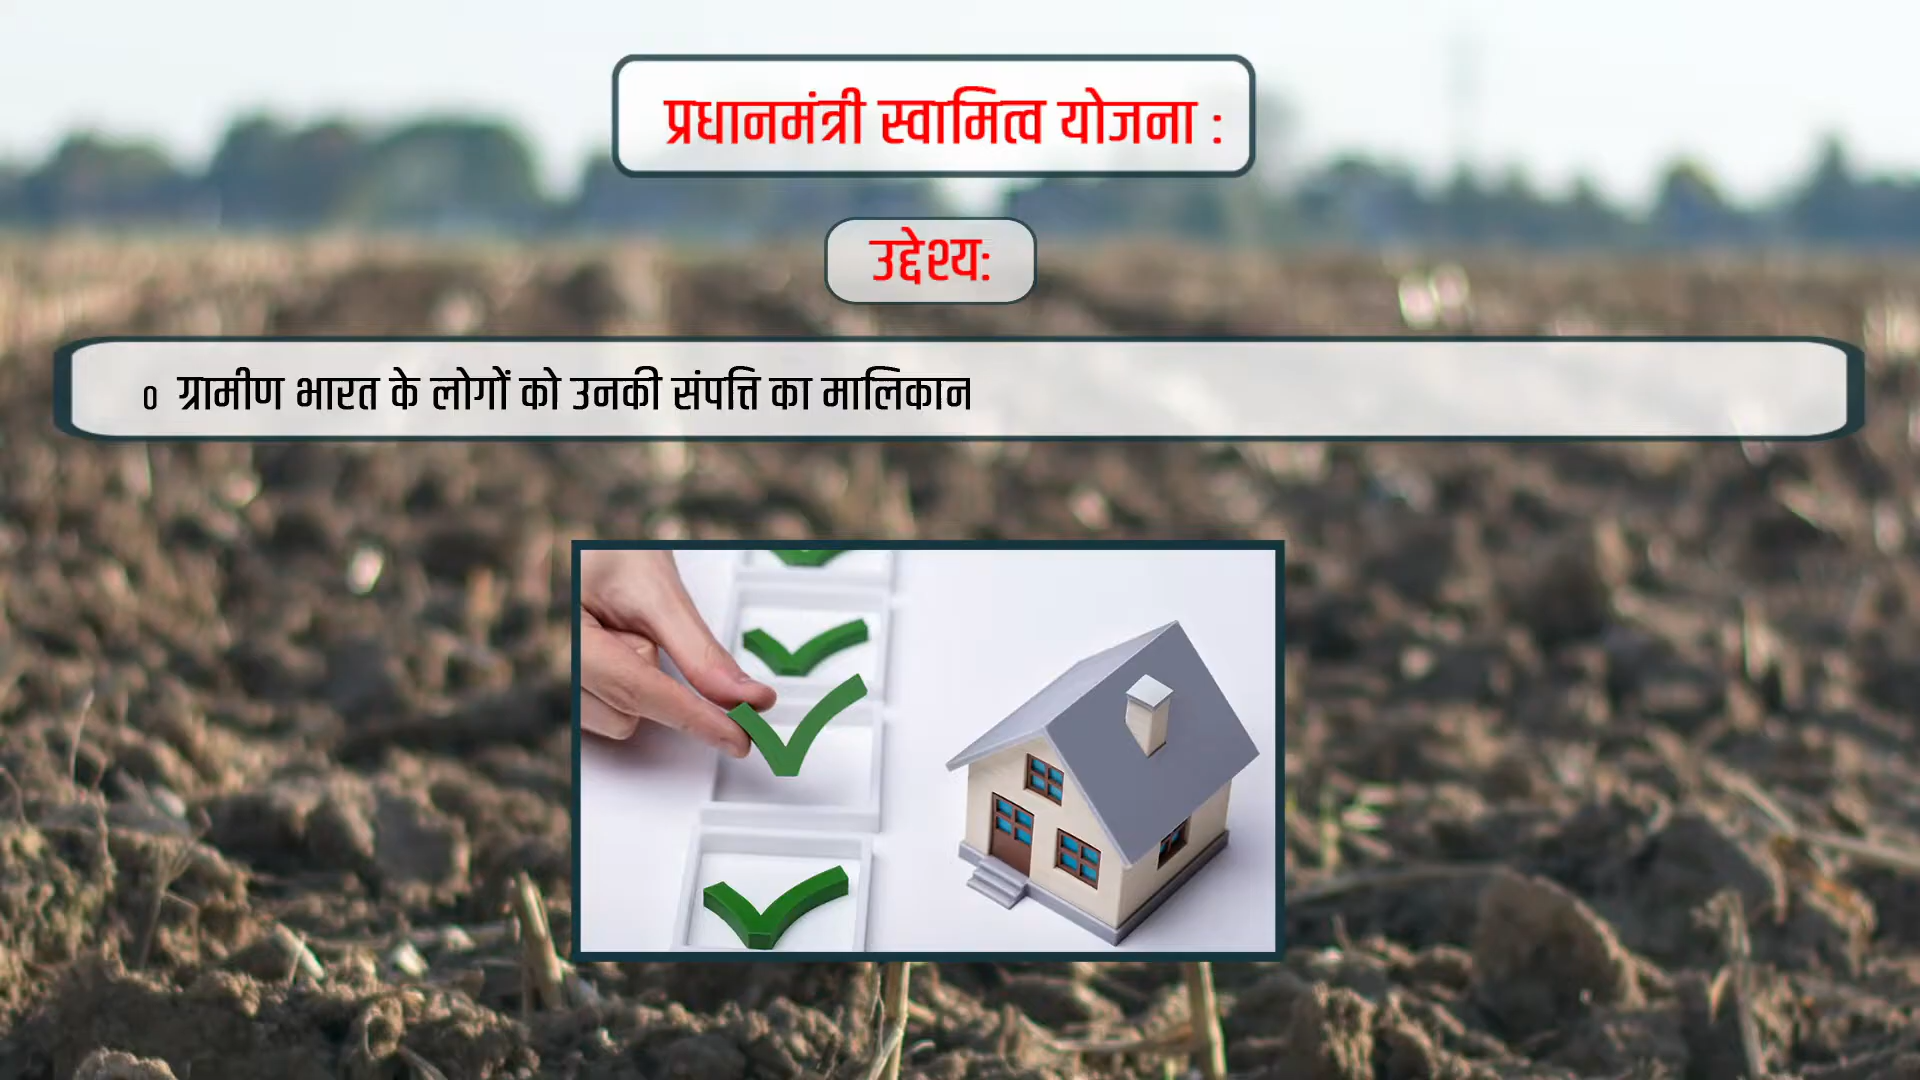 प्रधानमंत्री स्वामित्व योजना :
उद्देश्य:
o ग्रामीण भारत के लोगों को उनकी संपत्ति का मालिकान